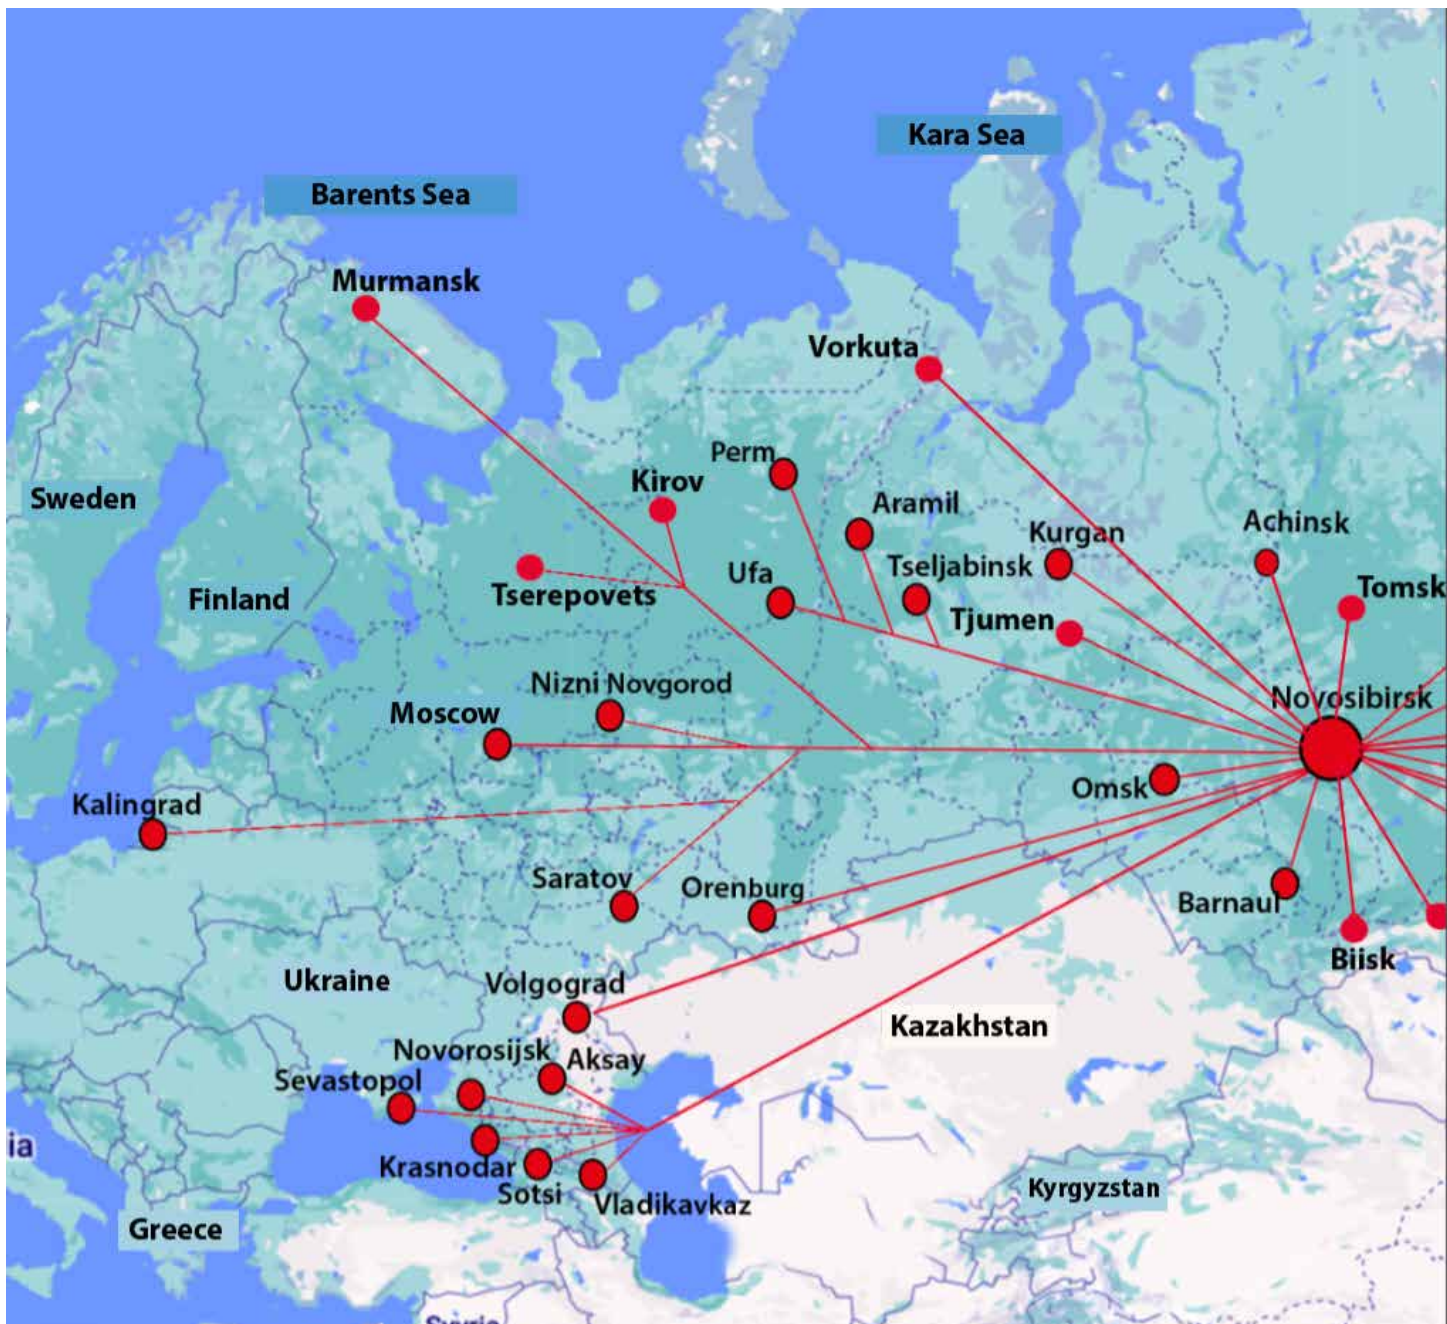 Kara Sea
Barents Sea
Murmansk
Vorkuta
Perm
Kirov
Sweden
Aramil
Kurgan
Achinsk
Tseljabinsk
Ufa
Tomsk
Tserepovets
Finland
Tjumen
Nizni Novgorod
Novosibirsk
Moscow
Omsk
Kalingrad
Saratov
Orenburg
Barnaul
Biisk
Ukraine
Volgograd
Kazakhstan
Novorosijsk
Aksay
Sevastopol
ia
Krasnodar
Sotsi
Vladikavkaz
Kyrgyzstan
Greece